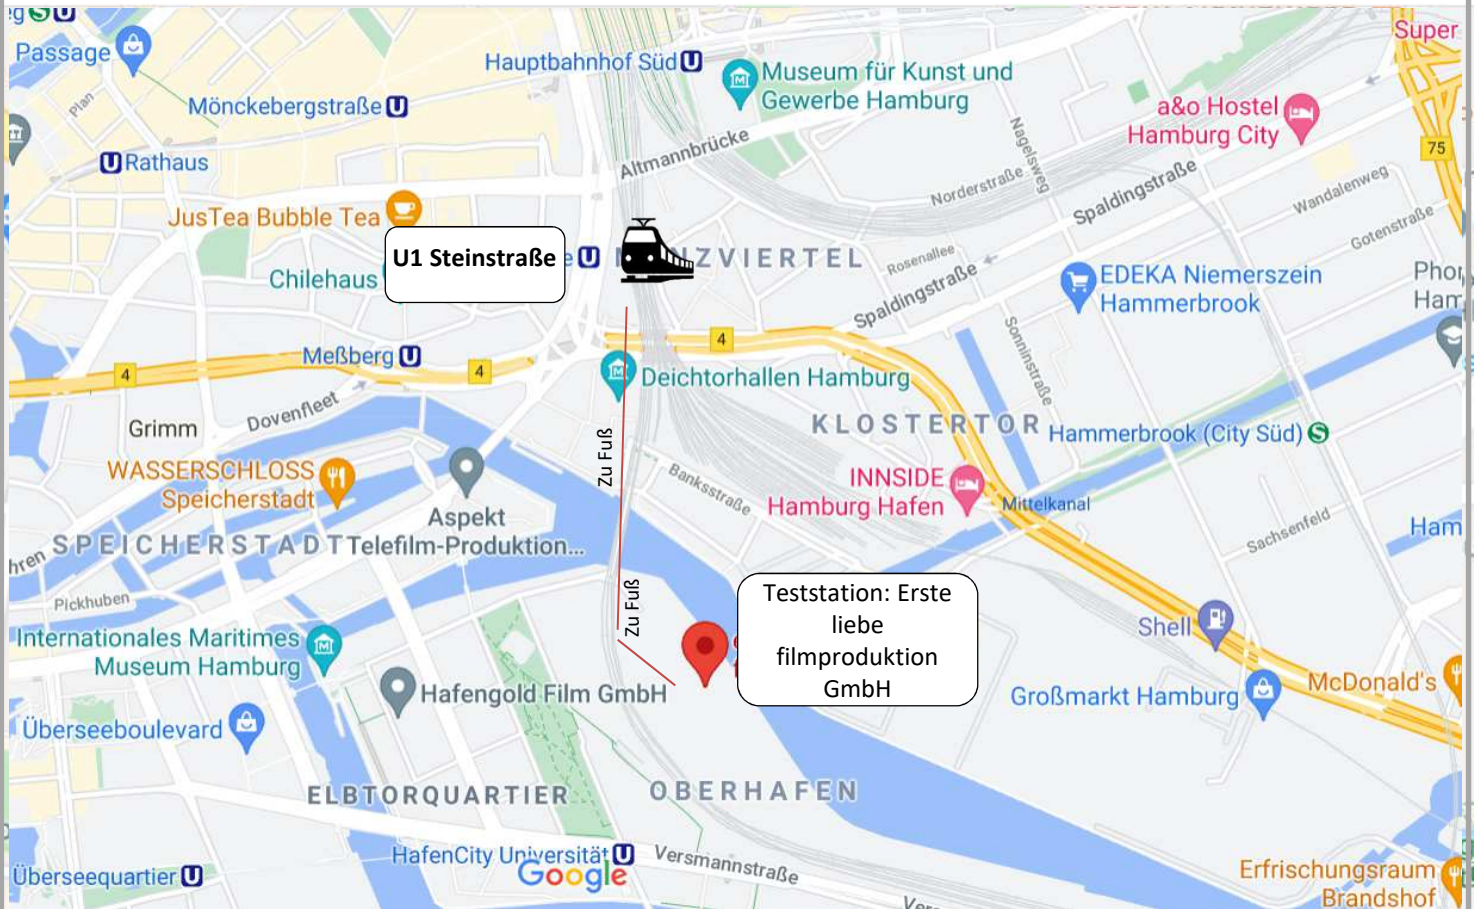 Passage
Hauptbahnhof Süd U
Super
Museum für Kunst und
Gewerbe Hamburg
a&o Hostel
Hamburg City
Plan
Mönckebergstraße U
Nagelsweg
75
Altmannbrücke
U Rathaus
Norderstraße
Spaldingstraße
Wandalenweg
JusTea Bubble Tea
Gotenstraße
U1 Steinstraße
e U
NZVIERTEL
Rosenallee
Chilehaus
EDEKA Niemerszein
Hammerbrook
Spaldingstraße
Sonninstraße
Meßberg U
4
4
4
Deichtorhallen Hamburg
Dovenfleet
Grimm
KLOSTERTOR
Hammerbrook (City Süd) S
Zu Fuß
WASSERSCHLOSS
Speicherstadt
Banksstraße
INNSIDE
Hamburg Hafen
Mittelkanal
Aspekt
Telefilm-Produktion...
SPEICHERSTADT
Sachsenfeld
Ham
Pickhuben
Zu Fuß
Teststation: Erste
liebe
filmproduktion
GmbH
Internationales Maritimes
Museum Hamburg
Shell
Hafengold Film GmbH
Großmarkt Hamburg
McDonald's
Überseeboulevard
ELBTORQUARTIER
OBERHAFEN
HafenCity Universität U
Google
Versmannstraße
Überseequartier U
Erfrischungsraum
Brandshof